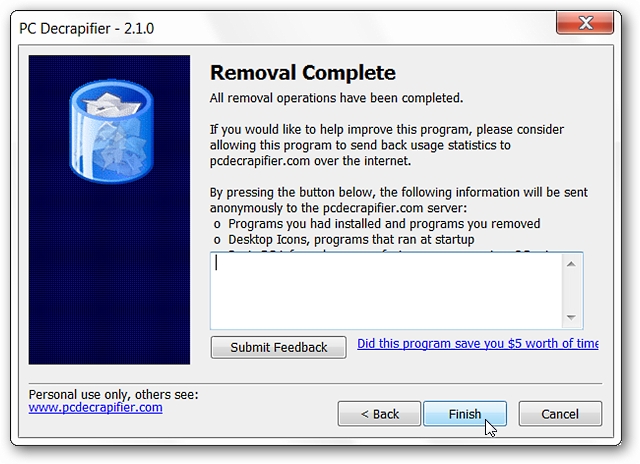 PC Decrapifier - 2.1.0
Removal Complete
All removal operations have been completed.
If you would like to help improve this program, please consider
allowing this program to send back usage statistics to
pcdecrapifier.com over the internet.
By pressing the button below, the following information will be sent
anonymously to the pcdecrapifier.com server:
o Programs you had installed and programs you removed
o Desktop Icons, programs that ran at startup
Submit Feedback
Did this program save you $5 worth of time
Personal use only, others see:
www.pcdecrapifier.com
< Back
Finish
Cancel